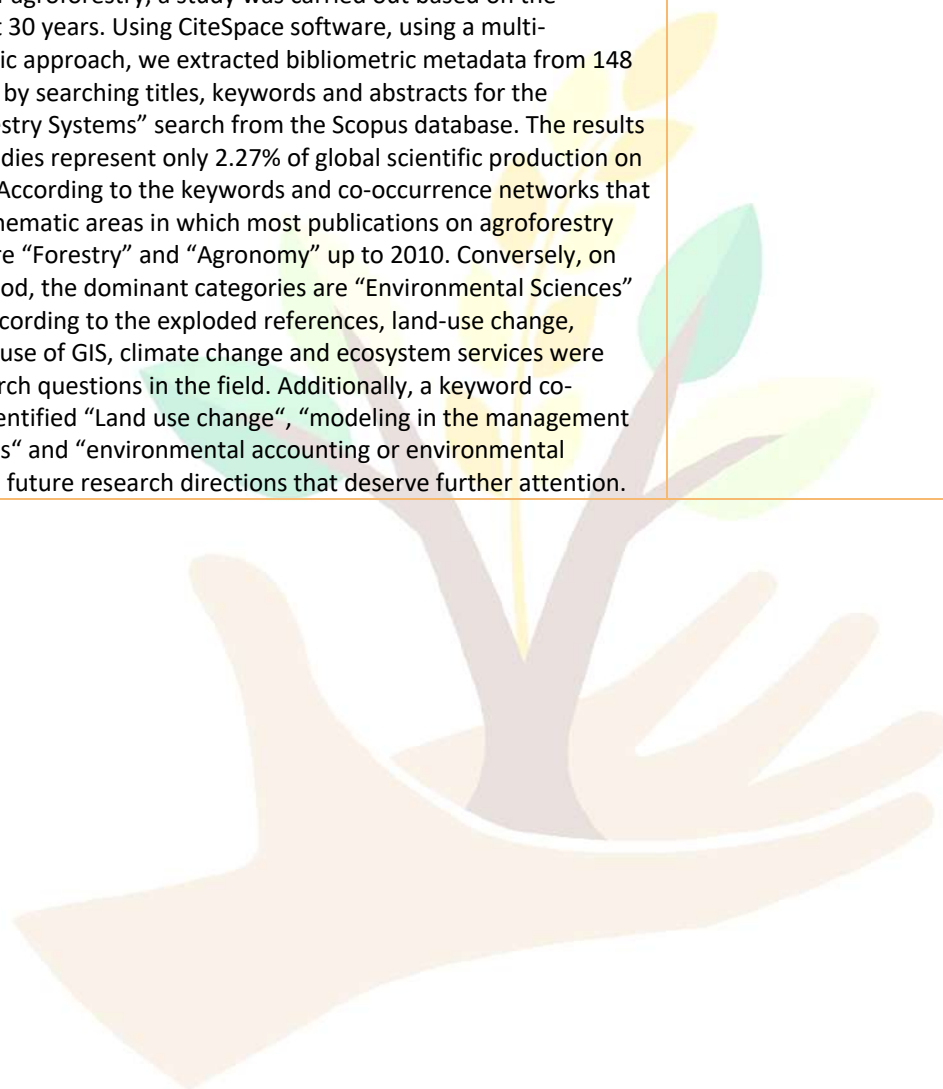 agroforestry, a study was carried out based on the
30 years. Using CiteSpace software, using a multi-
ic approach, we extracted bibliometric metadata from 148
by searching titles, keywords and abstracts for the
estry Systems” search from the Scopus database. The results
dies represent only 2.27% of global scientific production on
According to the keywords and co-occurrence networks that
hematic areas in which most publications on agroforestry
re “Forestry” and “Agronomy” up to 2010. Conversely, on
od, the dominant categories are “Environmental Sciences”
ccording to the exploded references, land-use change,
use of GIS, climate change and ecosystem services were
rch questions in the field. Additionally, a keyword co-
entified “Land use change“, “modeling in the management
s“ and “environmental accounting or environmental
future research directions that deserve further attention.